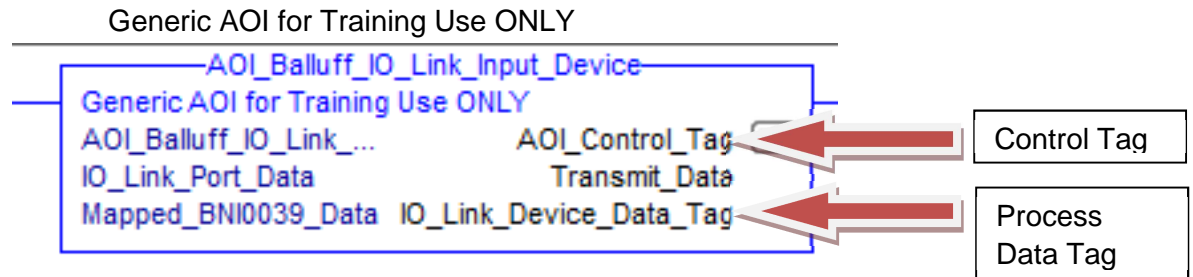 Generic AOI for Training Use ONLY
AOI_Balluff_IO_Link_Input_Device
Generic AOI for Training Use ONLY
AOI_Balluff_IO_Link_... AOI_Control_Tag
IO_Link_Port_Data Transmit_Data
Mapped_BNI0039_Data IO_Link_Device_Data_Tag
Control Tag
Process
Data Tag